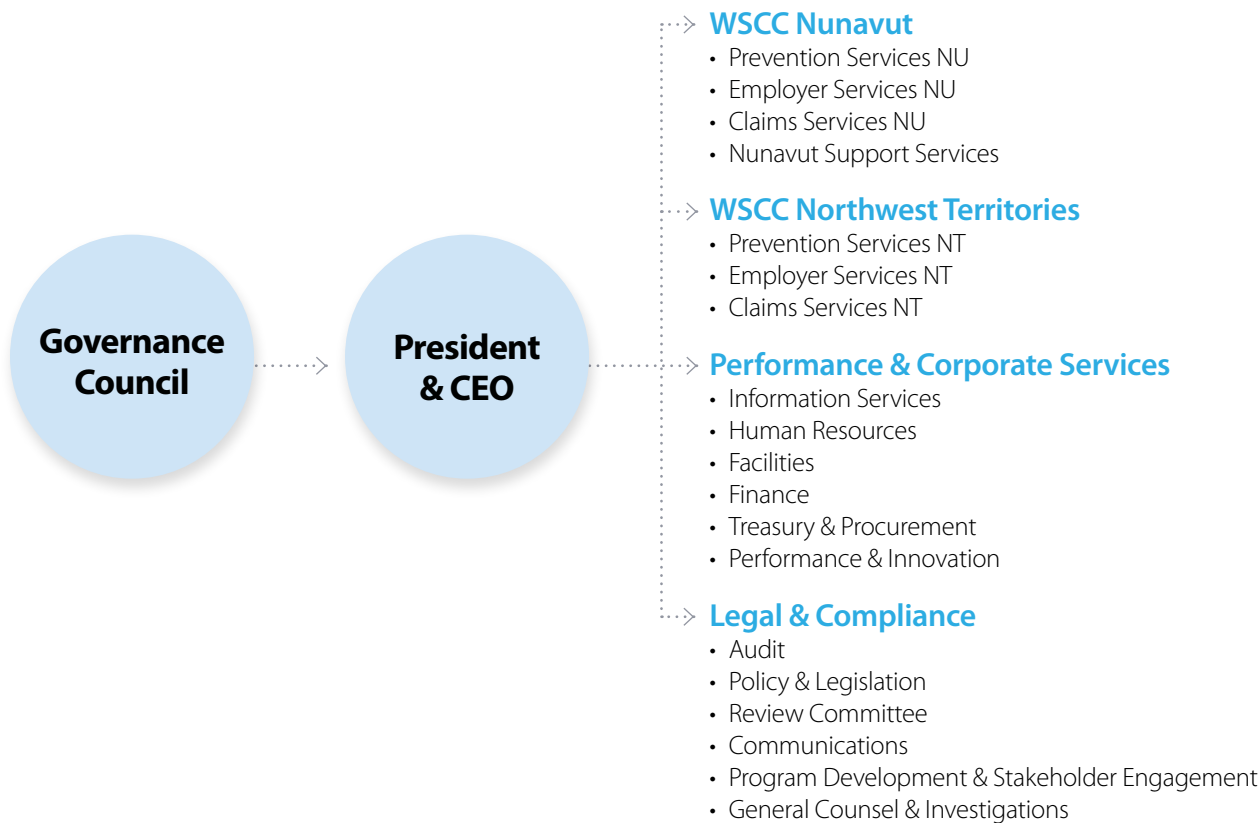 Governance
Council
President
& CEO
WSCC Nunavut
• Prevention Services NU
• Employer Services NU
• Claims Services NU
• Nunavut Support Services
WSCC Northwest Territories
• Prevention Services NT
• Employer Services NT
• Claims Services NT
Performance & Corporate Services
• Information Services
• Human Resources
• Facilities
• Finance
• Treasury & Procurement
• Performance & Innovation
Legal & Compliance
• Audit
• Policy & Legislation
• Review Committee
• Communications
• Program Development & Stakeholder Engagement
• General Counsel & Investigations